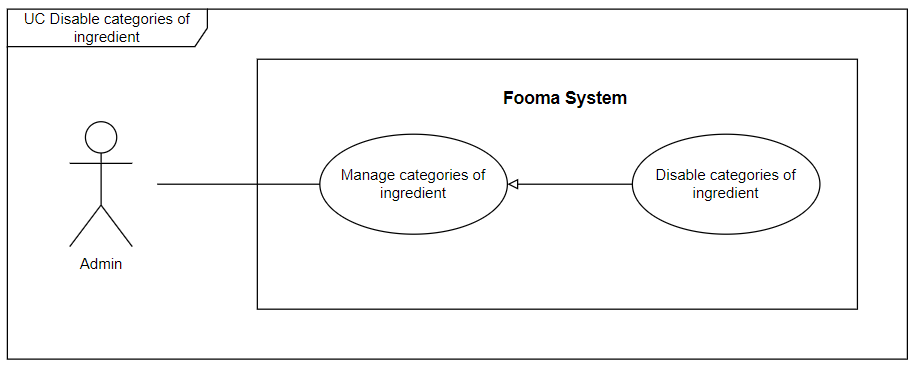 UC Disable categories of
ingredient
Fooma System
Manage categories of
ingredient
Disable categories of
ingredient
Admin